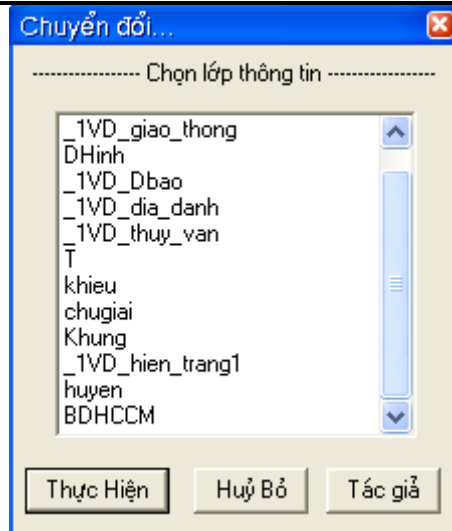 Chuyển đổi...
------------------ Chọn lớp thông tin ------------------
_1VD_giao_thong
DHinh
_1VD_Dbao
_1VD_dia_danh
_1VD_thuy_van
T
khieu
chugiai
Khung
_1VD_hien_trang1
huyen
BDHCCM
Thực Hiện Huỷ Bỏ Tác giả